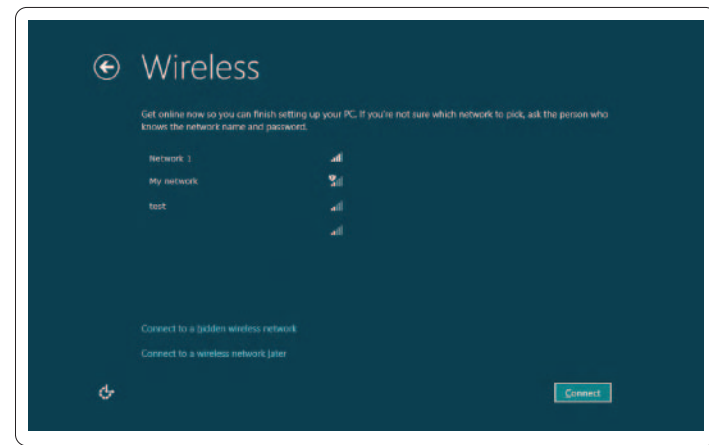 Wireless
Get online now so you can finish setting up your PC. If you're not sure which network to pick, ask the person who
knows the network name and password.
Network 1
My network
test
Connect to a hidden wireless network
Connect to a wireless network later
Connect